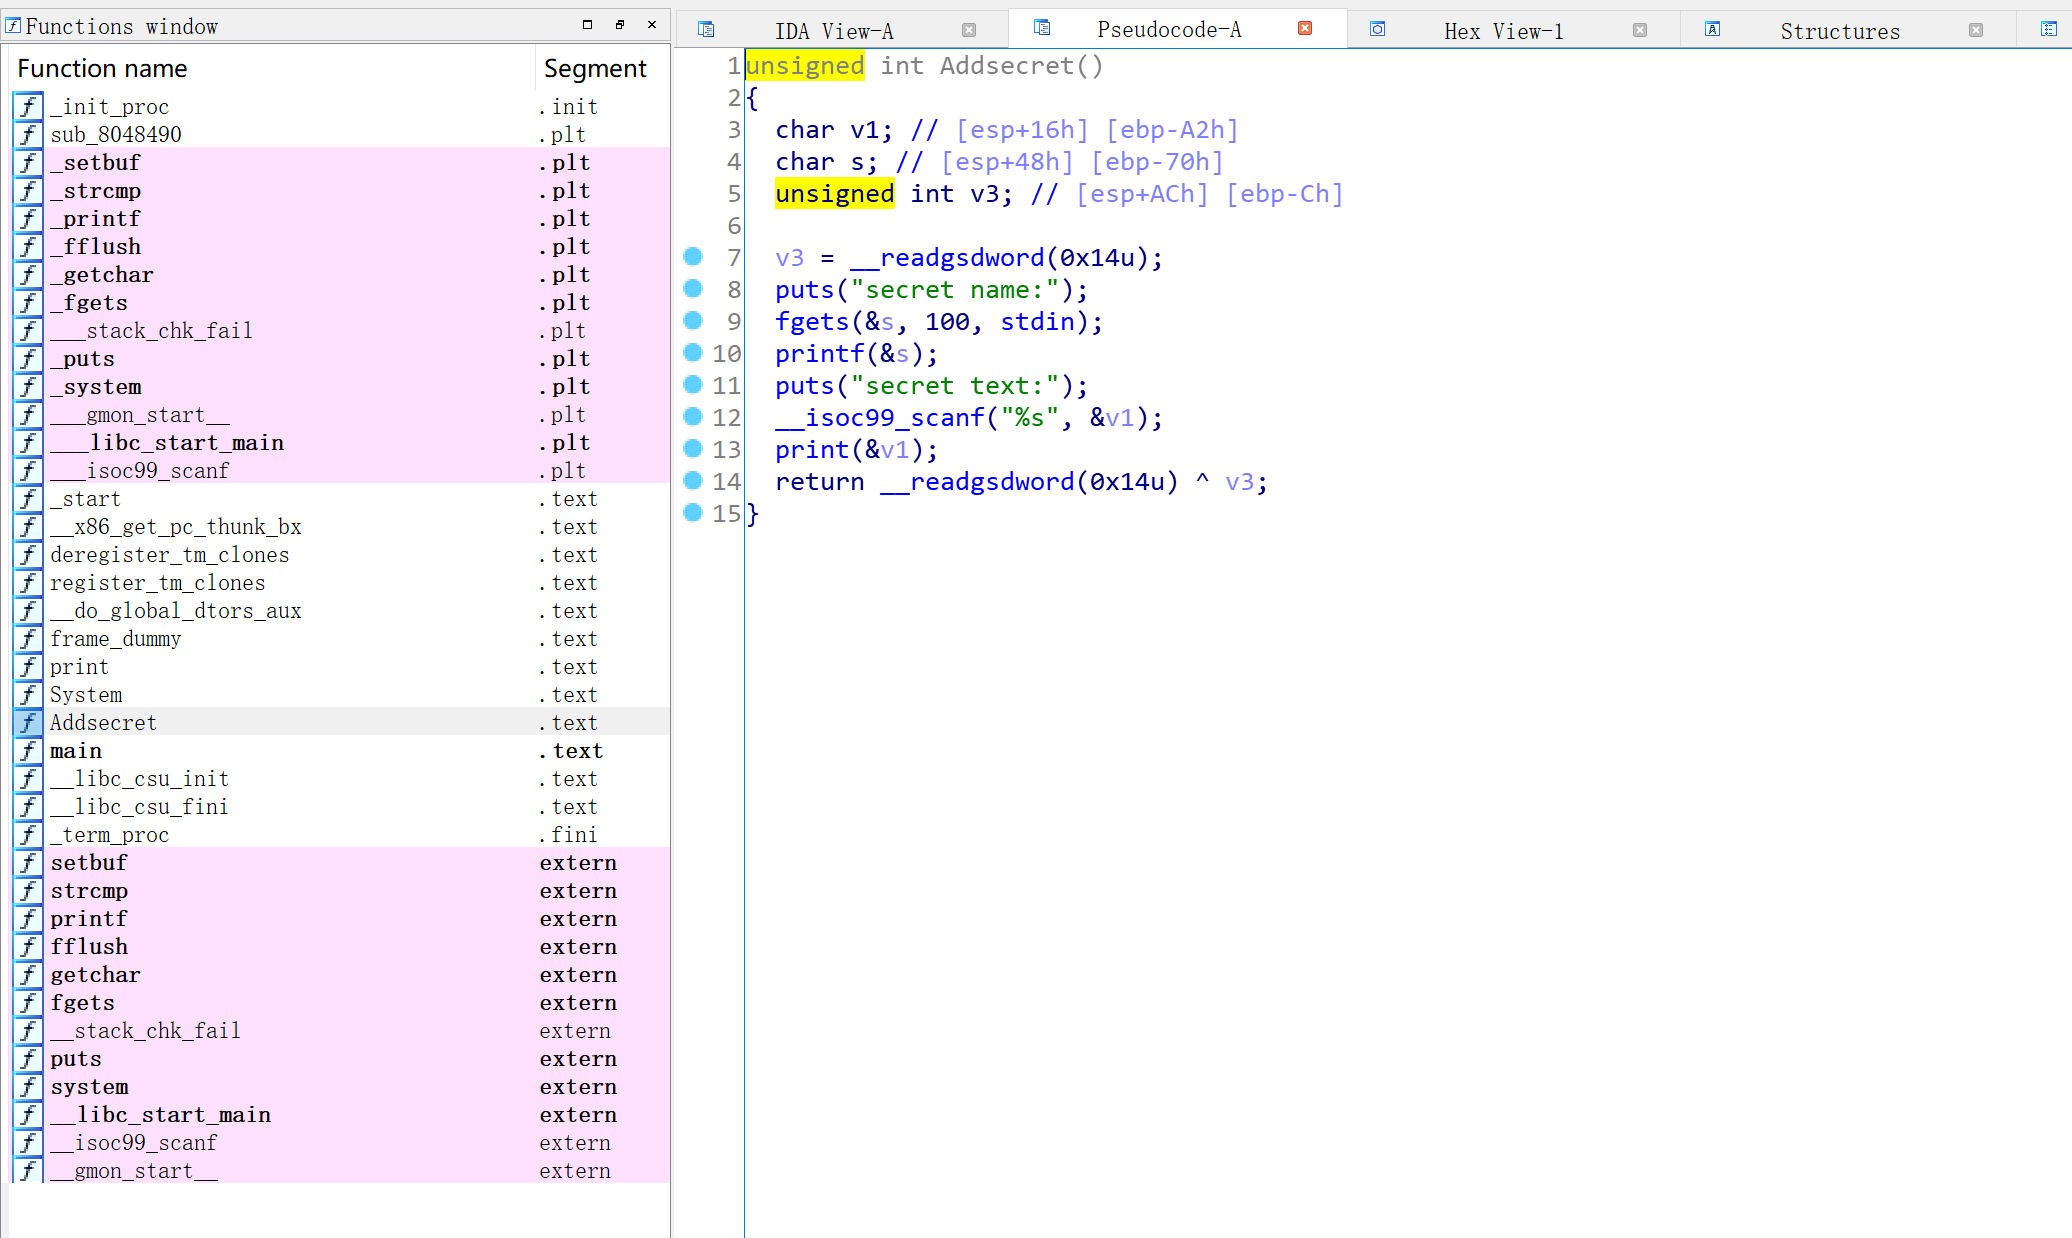 Functions window
Function name Segment
_init_proc .init
sub_8048490 .plt
_setbuf .plt
_strcmp .plt
_printf .plt
_fflush .plt
_getchar .plt
_fgets .plt
___stack_chk_fail .plt
_puts .plt
_system .plt
___gmon_start__ .plt
___libc_start_main .plt
___isoc99_scanf .plt
_start .text
__x86_get_pc_thunk_bx .text
deregister_tm_clones .text
register_tm_clones .text
__do_global_dtors_aux .text
frame_dummy .text
print .text
System .text
Addsecret .text
main .text
__libc_csu_init .text
__libc_csu_fini .text
_term_proc .fini
setbuf extern
strcmp extern
printf extern
fflush extern
getchar extern
fgets extern
__stack_chk_fail extern
puts extern
system extern
__libc_start_main extern
__isoc99_scanf extern
__gmon_start__ extern
IDA View-A Pseudocode-A Hex View-1 Structures
1 unsigned int Addsecret()
2 {
3 char v1; // [esp+16h] [ebp-A2h]
4 char s; // [esp+48h] [ebp-70h]
5 unsigned int v3; // [esp+ACh] [ebp-Ch]
6
7 v3 = __readgsdword(0x14u);
8 puts("secret name:");
9 fgets(&s, 100, stdin);
10 printf(&s);
11 puts("secret text:");
12 __isoc99_scanf("%s", &v1);
13 print(&v1);
14 return __readgsdword(0x14u) ^ v3;
15 }